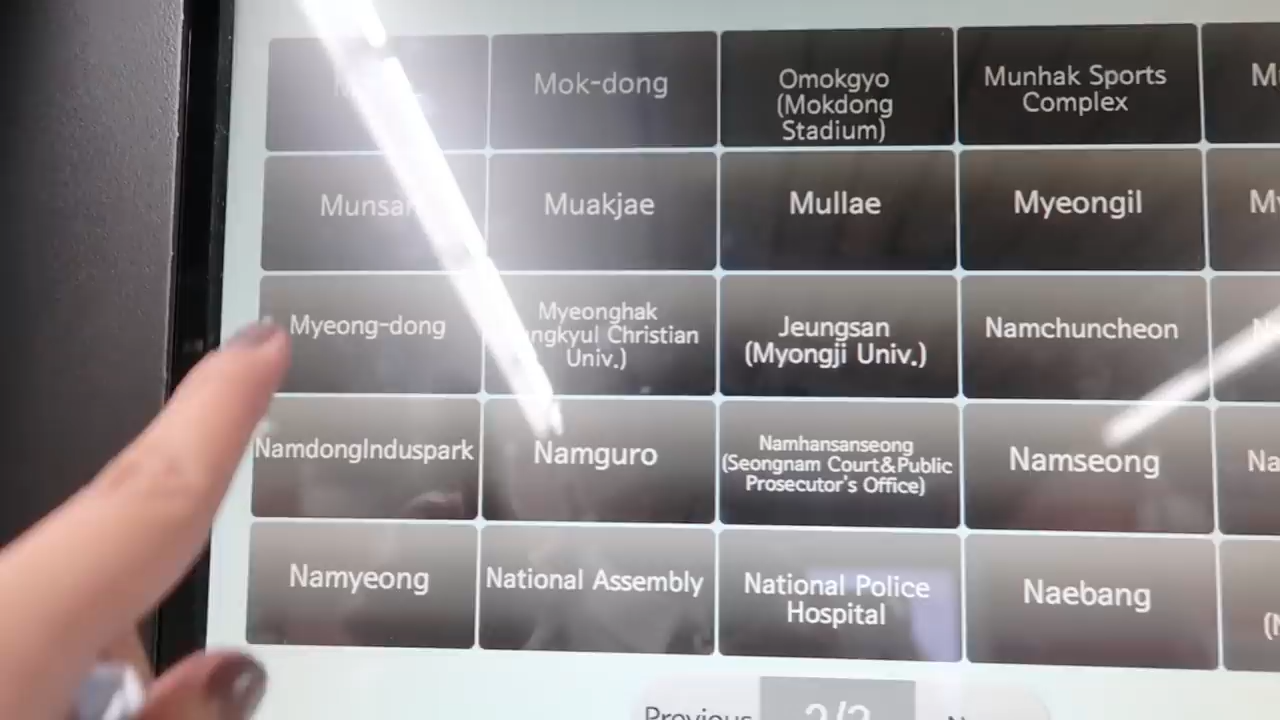 Mok-dong
Omokgyo
(Mokdong
Stadium)
Munhak Sports
Complex
Muakjae
Mullae
Myeongil
Myeong-dong
Myeonghak
Christian
Univ.)
Jeungsan
(Myongji Univ.)
Namchuncheon
NamdongInduspark
Namguro
Namhansanseong
(Seongnam Court&Public
Prosecutor's Office)
Namseong
Namyeong
National Assembly
National Police
Hospital
Naebang
Previous